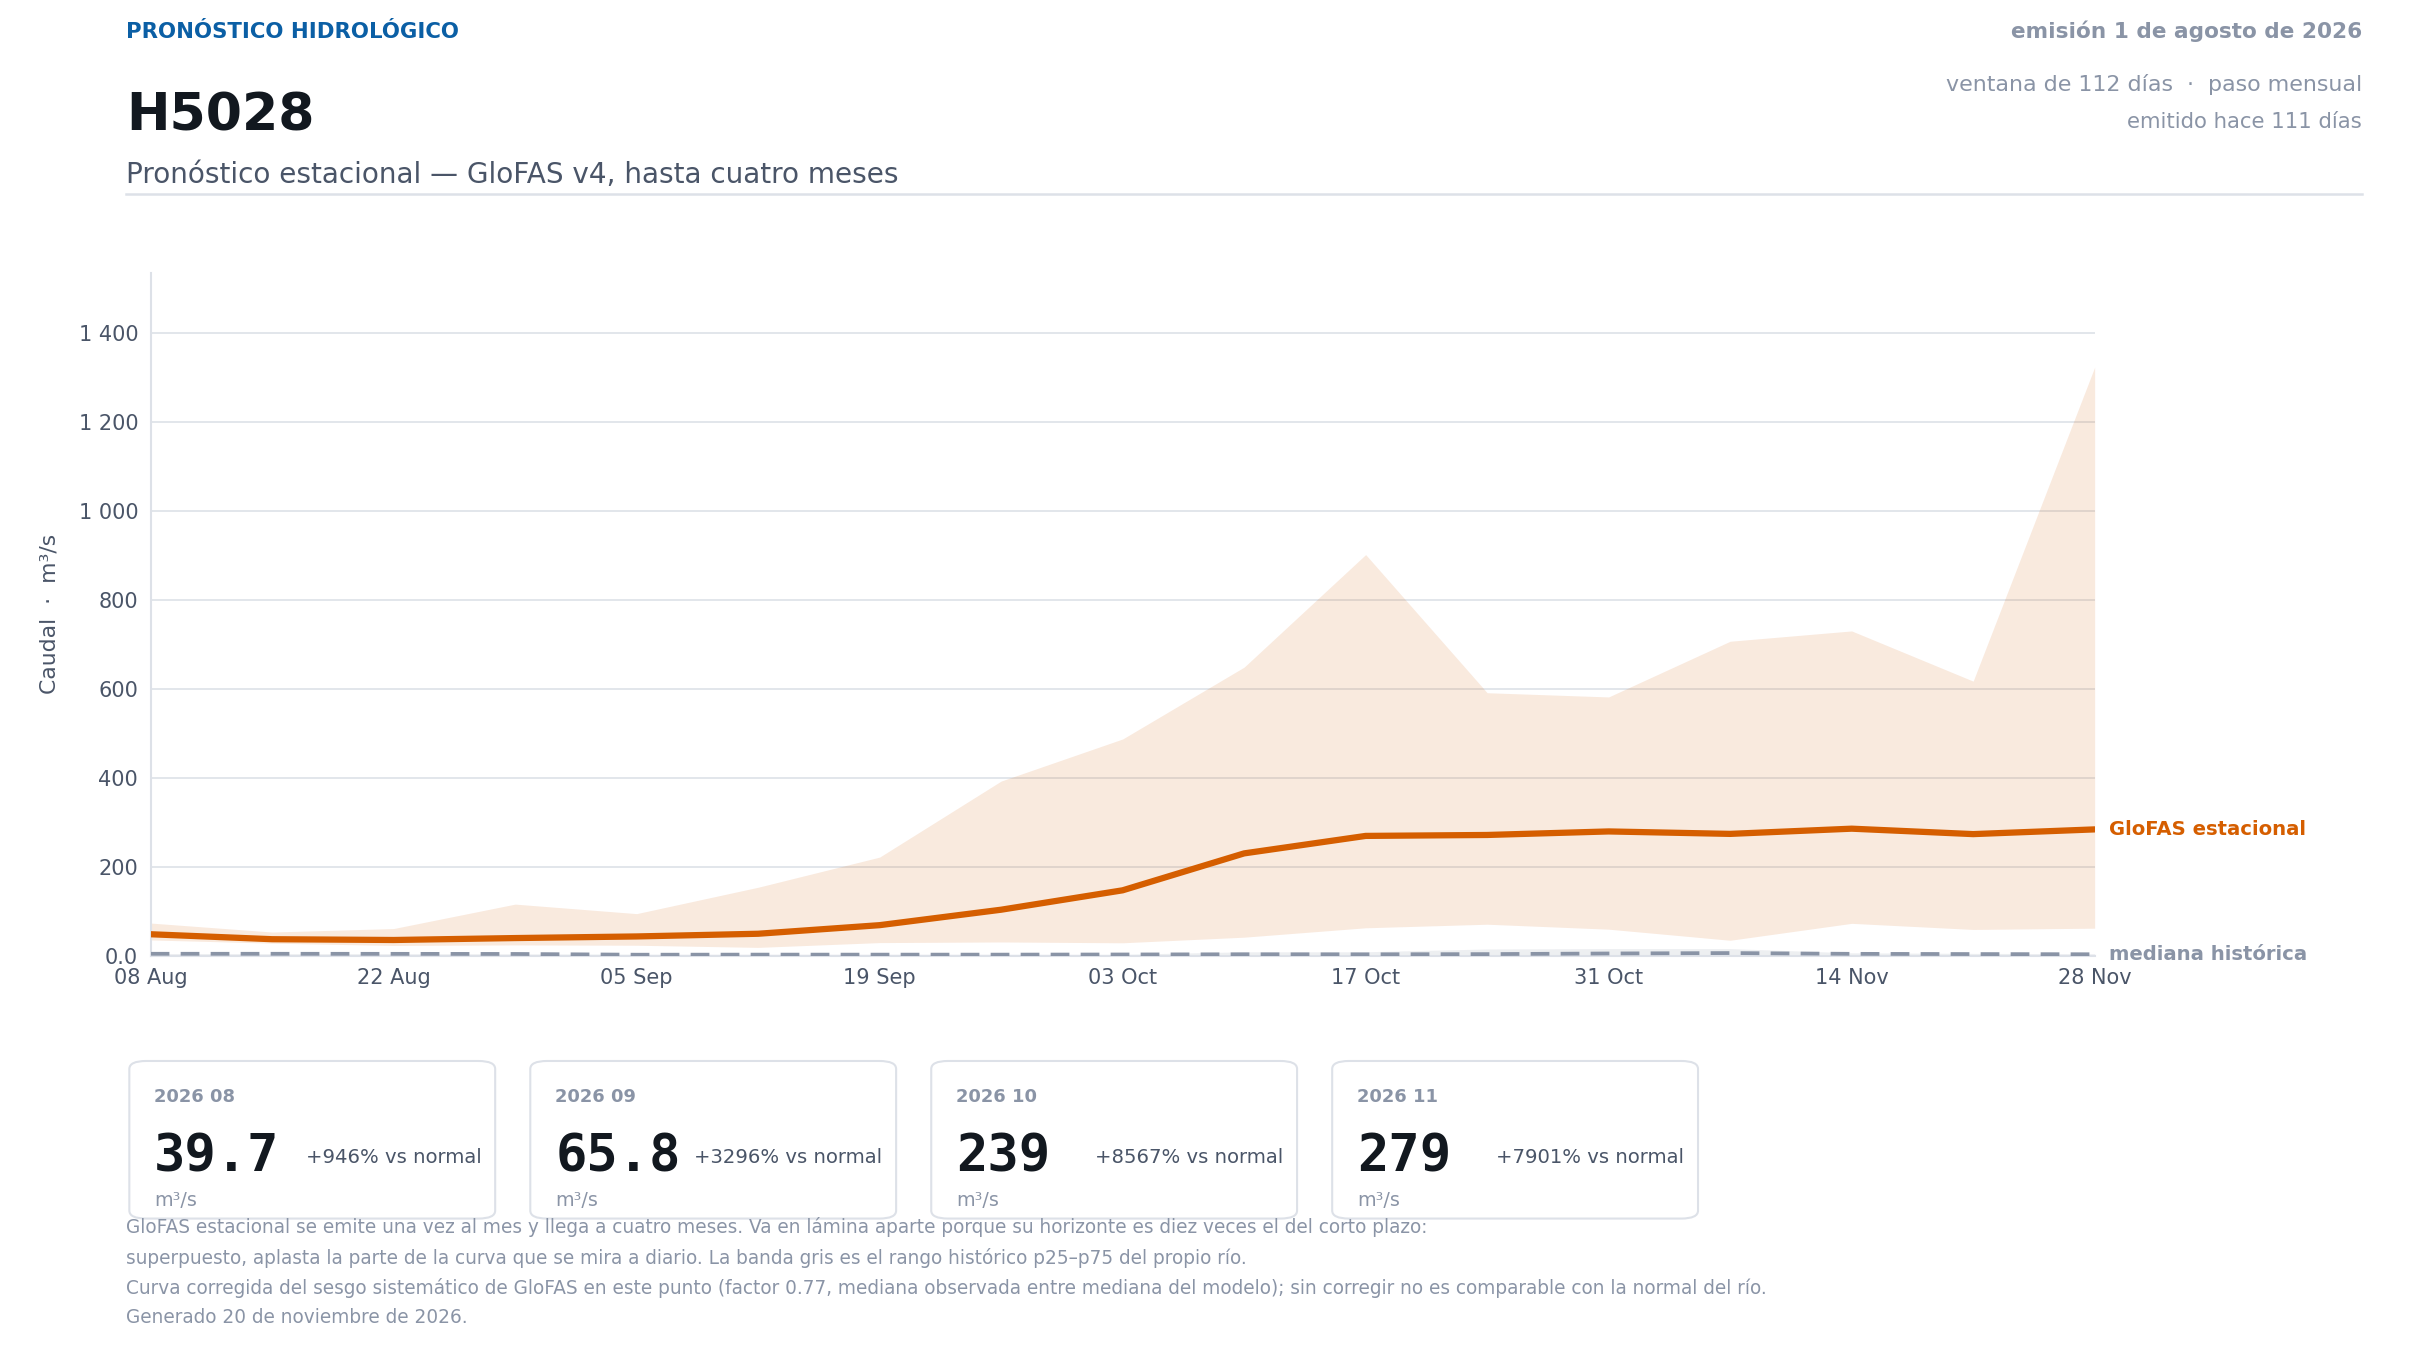 PRONÓSTICO HIDROLÓGICO
emisión 1 de agosto de 2026
H5028
ventana de 112 días · paso mensual
emitido hace 111 días
Pronóstico estacional — GloFAS v4, hasta cuatro meses
Caudal · m³/s
1 400
1 200
1 000
800
600
400
200
0.0
GloFAS estacional
mediana histórica
08 Aug
22 Aug
05 Sep
19 Sep
03 Oct
17 Oct
31 Oct
14 Nov
28 Nov
2026 08
39.7 +946% vs normal
m³/s
2026 09
65.8 +3296% vs normal
m³/s
2026 10
239 +8567% vs normal
m³/s
2026 11
279 +7901% vs normal
m³/s
GloFAS estacional se emite una vez al mes y llega a cuatro meses. Va en lámina aparte porque su horizonte es diez veces el del corto plazo:
superpuesto, aplasta la parte de la curva que se mira a diario. La banda gris es el rango histórico p25–p75 del propio río.
Curva corregida del sesgo sistemático de GloFAS en este punto (factor 0.77, mediana observada entre mediana del modelo); sin corregir no es comparable con la normal del río.
Generado 20 de noviembre de 2026.